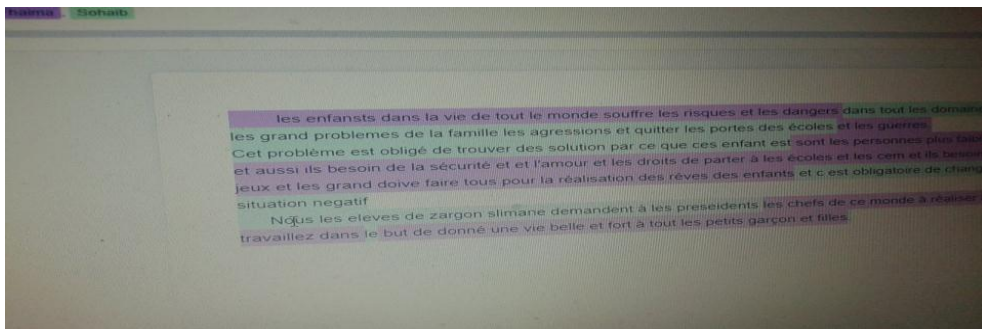 haima. Sohaib
les enfansts dans la vie de tout le monde souffre les risques et les dangers dans tout les domaine
les grand problemes de la famille les agressions et quitter les portes des écoles et les guerres
Cet problème est obligé de trouver des solution par ce que ces enfant est sont les personnes plus
et aussi ils besoin de la sécurité et et l'amour et les droits de parter à les écoles et les cem et ils
jeux et les grand doive faire tous pour la réalisation des rêves des enfants et c est obligatoire de
situation negatif
Nous les eleves de zargon slimane demandent à les preseidents les chefs de ce monde à réaliser
travaillez dans le but de donné une vie belle et fort à tout les petits garçon et filles